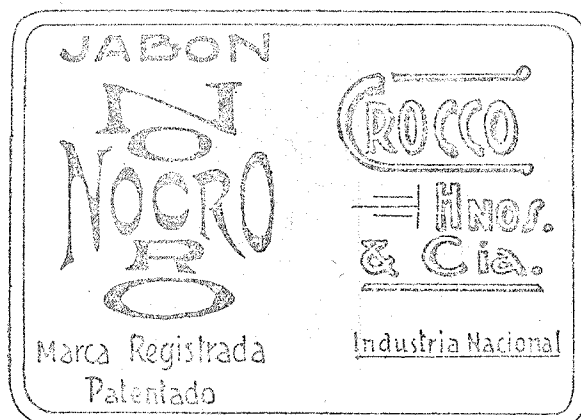 JABON
N
O
NOCRO
R
O
Marca Registrada
Patentado
CROCCO
HNOS.
& Cia.
Industria Nacional